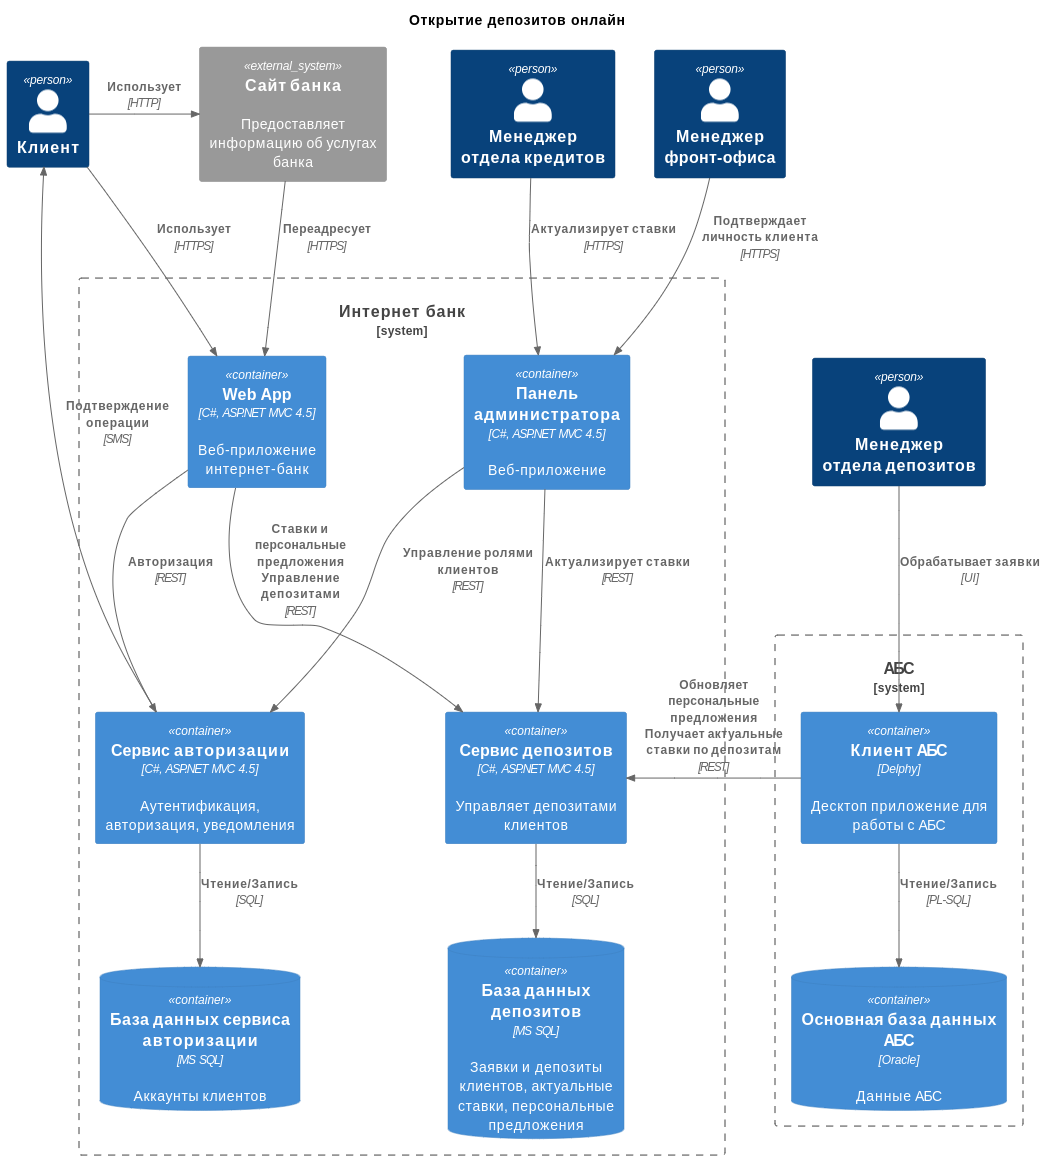 Открытие депозитов онлайн
«person»
Клиент
Использует
[HTTP]
«external_system»
Сайт банка
Предоставляет
информацию об услугах
банка
«person»
Менеджер
отдела кредитов
«person»
Менеджер
фронт-офиса
Использует
[HTTPS]
Переадресует
[HTTPS]
Актуализирует ставки
[HTTPS]
Подтверждает
личность клиента
[HTTPS]
Интернет банк
[system]
«container»
Web App
[C#, ASP.NET MVC 4.5]
Веб-приложение
интернет-банк
«container»
Панель
администратора
[C#, ASP.NET MVC 4.5]
Веб-приложение
«person»
Менеджер
отдела депозитов
Подтверждение
операции
[SMS]
Авторизация
[REST]
Ставки и
персональные
предложения
Управление
депозитами
[REST]
Управление ролями
клиентов
[REST]
Актуализирует ставки
[REST]
Обрабатывает заявки
[UI]
АБС
[system]
Обновляет
персональные
предложения
Получает актуальные
ставки по депозитам
[REST]
«container»
Сервис авторизации
[C#, ASP.NET MVC 4.5]
Аутентификация,
авторизация, уведомления
«container»
Сервис депозитов
[C#, ASP.NET MVC 4.5]
Управляет депозитами
клиентов
«container»
Клиент АБС
[Delphy]
Десктоп приложение для
работы с АБС
Чтение/Запись
[SQL]
Чтение/Запись
[SQL]
Чтение/Запись
[PL-SQL]
«container»
База данных сервиса
авторизации
[MS SQL]
Аккаунты клиентов
«container»
База данных
депозитов
[MS SQL]
Заявки и депозиты
клиентов, актуальные
ставки, персональные
предложения
«container»
Основная база данных
АБС
[Oracle]
Данные АБС